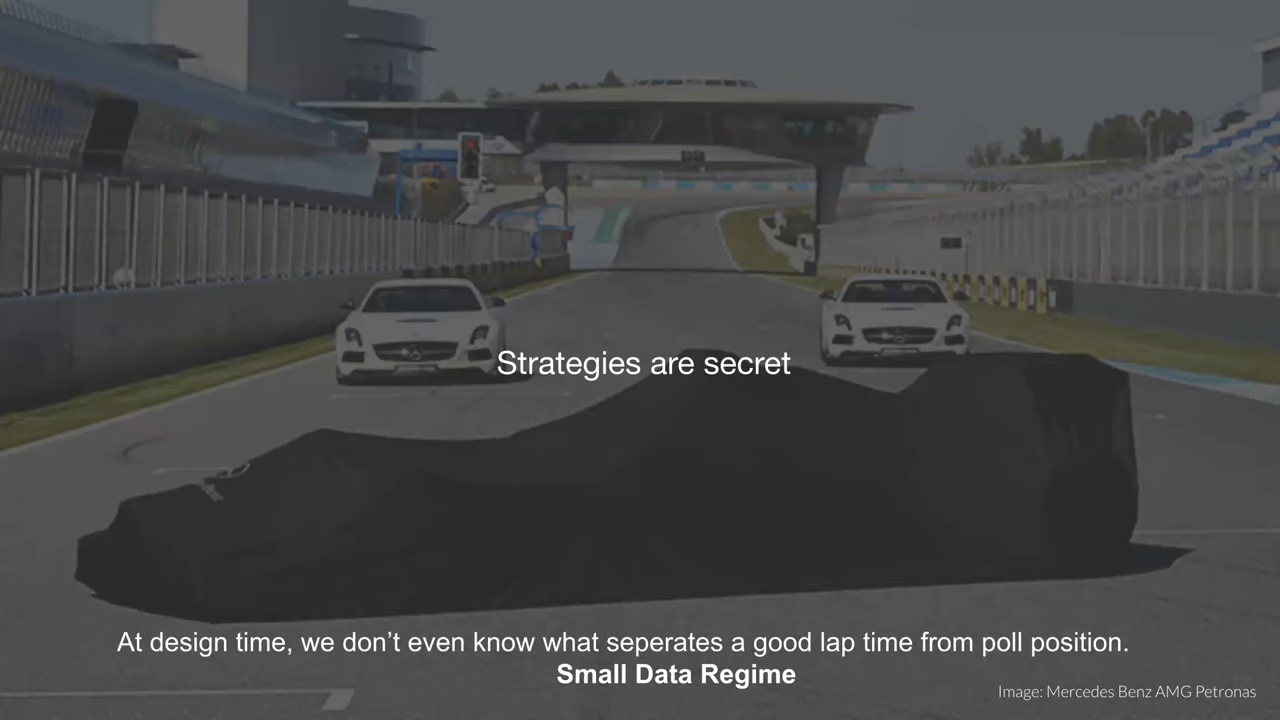 Strategies are secret
At design time, we don’t even know what seperates a good lap time from poll position.
Small Data Regime
Image: Mercedes Benz AMG Petronas